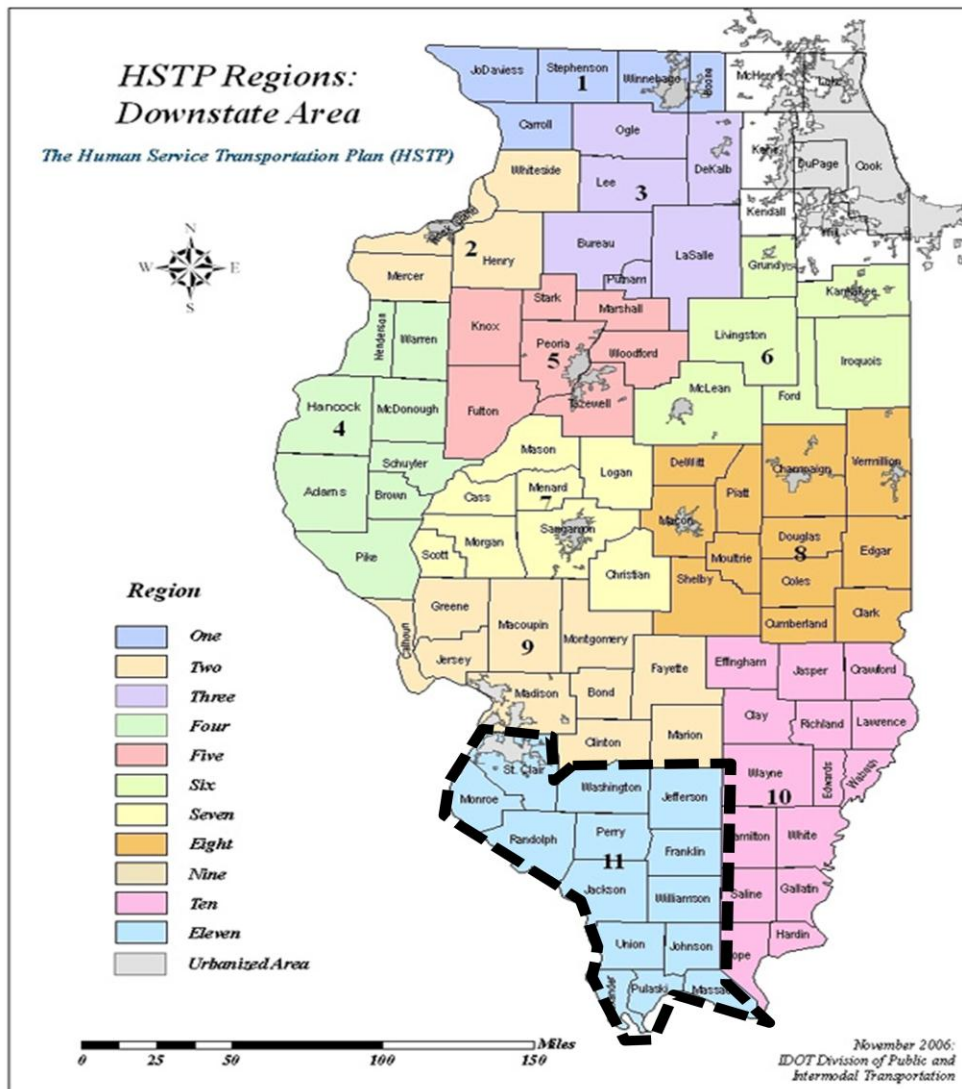 HSTP Regions:
Downstate Area
The Human Service Transportation Plan (HSTP)
N
W
E
S
JoDaviess
Stephenson
Winnebago
Boone
McHenry
Lake
1
Carroll
Ogle
DeKalb
Kane
DuPage
Cook
Whiteside
Lee
3
Kendall
Will
2
Henry
Bureau
Putnam
LaSalle
Grundy
Mercer
Kankakee
Stark
Marshall
Henderson
Warren
Knox
Peoria
5
Woodford
Livingston
6
Iroquois
Hancock
McDonough
4
Fulton
Tazewell
McLean
Ford
Schuyler
Mason
Adams
Brown
Cass
Menard
7
Logan
DeWitt
Piatt
Champaign
Vermillion
Macon
Pike
Scott
Morgan
Sangamon
Christian
Moultrie
Douglas
8
Edgar
Shelby
Coles
Cumberland
Clark
Greene
Macoupin
Montgomery
Calhoun
Jersey
9
Fayette
Effingham
Jasper
Crawford
Madison
Bond
Clay
Richland
Lawrence
Clinton
Marion
St. Clair
Washington
Jefferson
Wayne
10
Edwards
Wabash
Monroe
Randolph
Perry
11
Franklin
White
Jackson
Williamson
Saline
Gallatin
Union
Johnson
Hardin
Pulaski
Region
One
Two
Three
Four
Five
Six
Seven
Eight
Nine
Ten
Eleven
Urbanized Area
0 12.5 25 50 100 150
Miles
November 2006:
IDOT Division of Public and
Intermodal Transportation